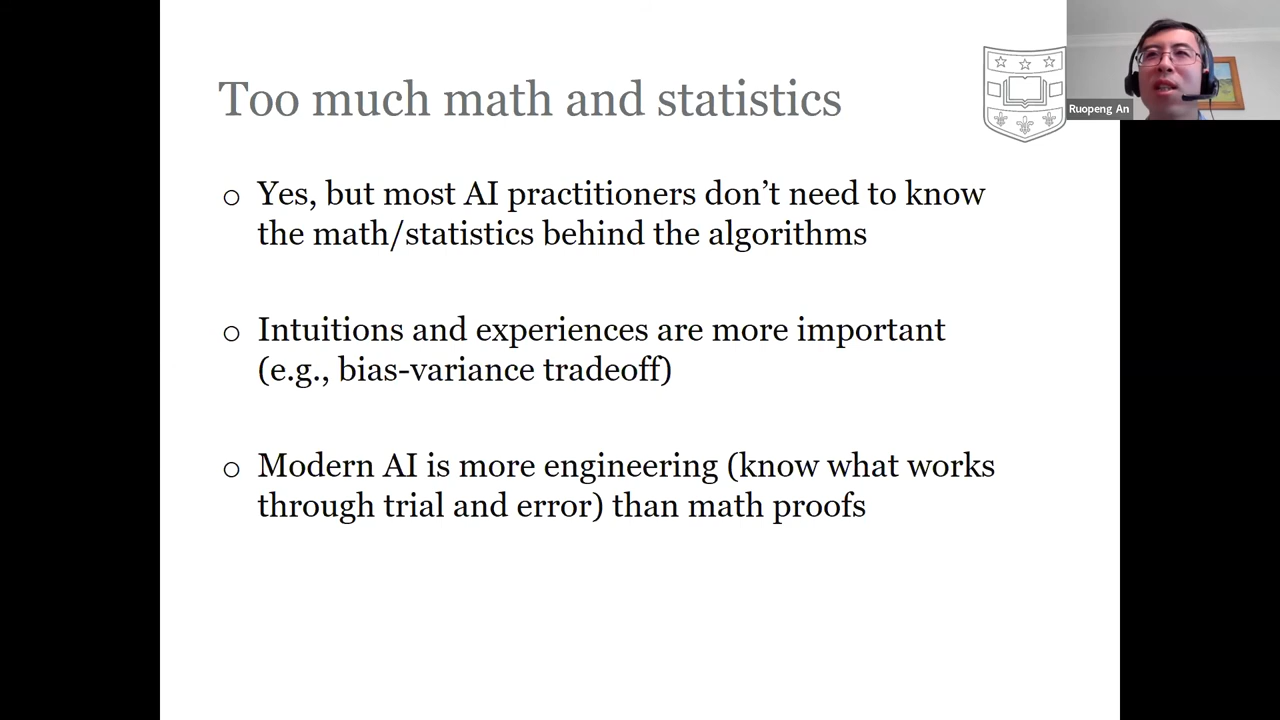 Too much math and statistics
Ruopeng An
o Yes, but most AI practitioners don’t need to know
the math/statistics behind the algorithms
o Intuitions and experiences are more important
(e.g., bias-variance tradeoff)
o Modern AI is more engineering (know what works
through trial and error) than math proofs